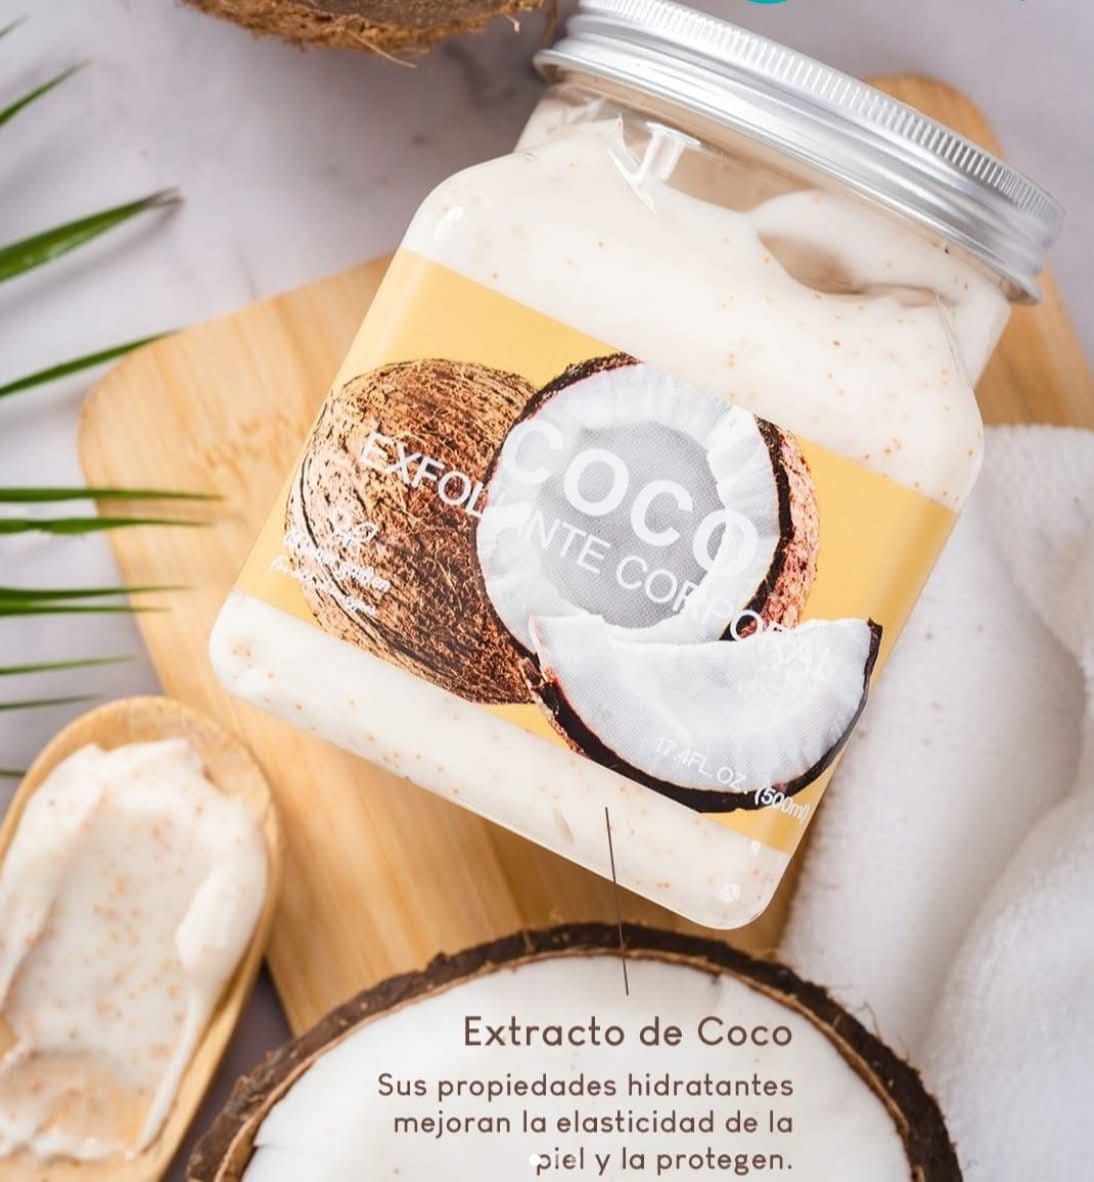 COCO
EXFOLIANTE CORPORAL
17.4FL.OZ. (500ml)
Extracto de Coco
Sus propiedades hidratantes
mejoran la elasticidad de la
piel y la protegen.